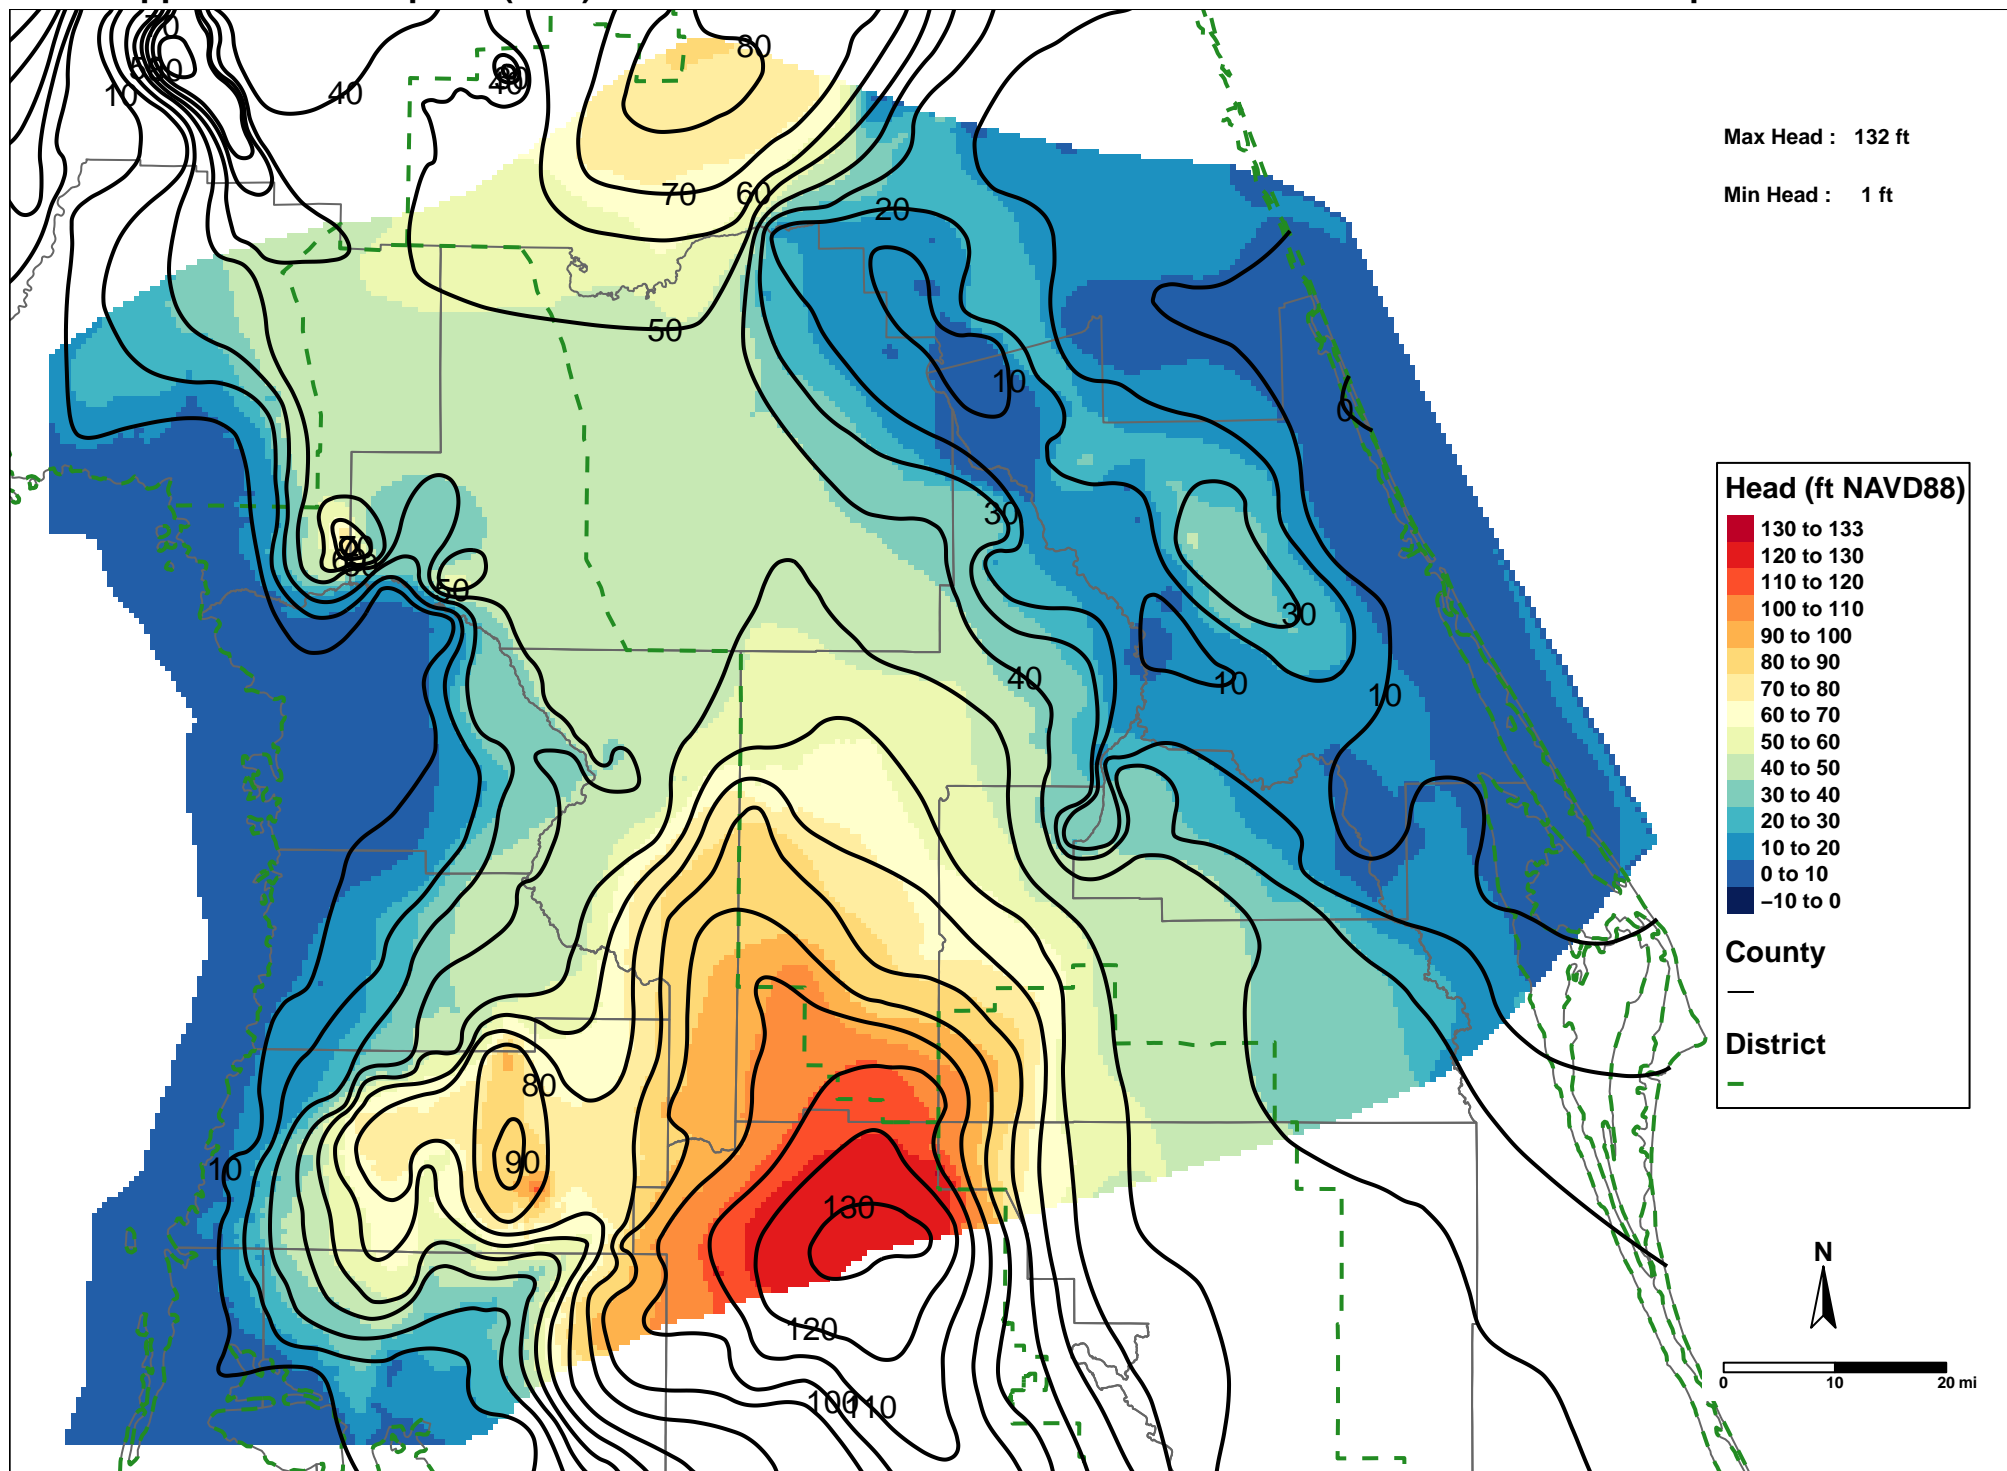 80
40
40
10
70
60
20
50
10
0
30
50
30
40
10
10
80
10
90
130
120
100
110
Max Head : 132 ft
Min Head : 1 ft
Head (ft NAVD88)
130 to 133
120 to 130
110 to 120
100 to 110
90 to 100
80 to 90
70 to 80
60 to 70
50 to 60
40 to 50
30 to 40
20 to 30
10 to 20
0 to 10
−10 to 0
County
District
N
0 10 20 mi